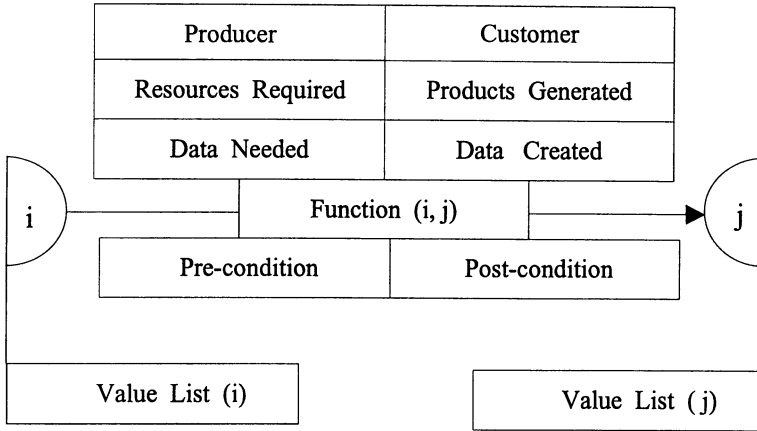 Producer Customer
Resources Required Products Generated
Data Needed Data Created
i Function (i, j) j
Pre-condition Post-condition
Value List (i) Value List (j)